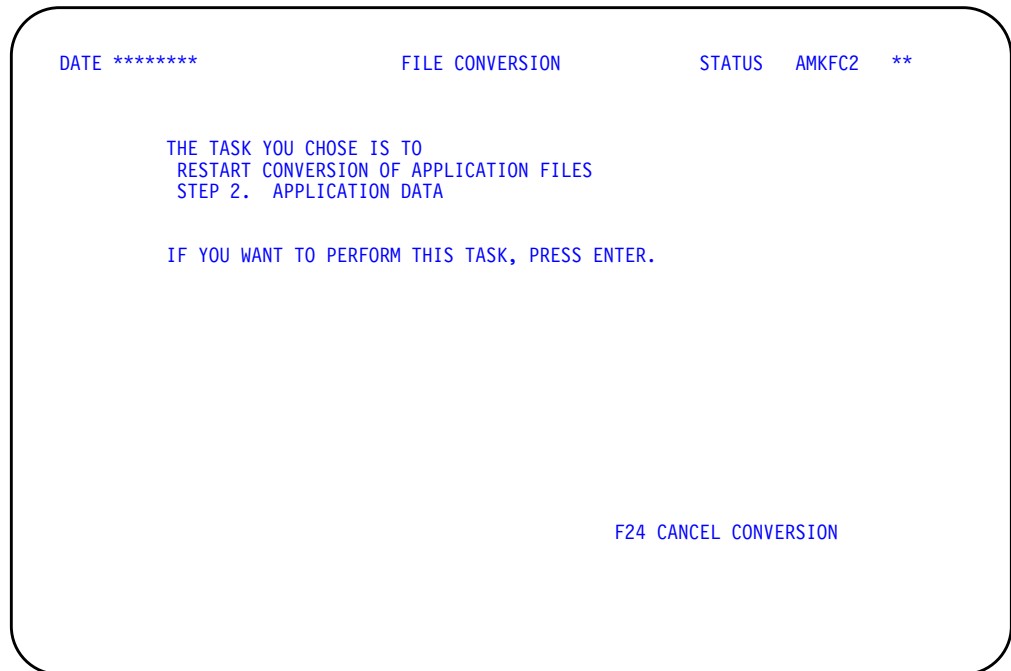 DATE ******** FILE CONVERSION STATUS AMKFC2 **
THE TASK YOU CHOSE IS TO
RESTART CONVERSION OF APPLICATION FILES
STEP 2. APPLICATION DATA
IF YOU WANT TO PERFORM THIS TASK, PRESS ENTER.
F24 CANCEL CONVERSION